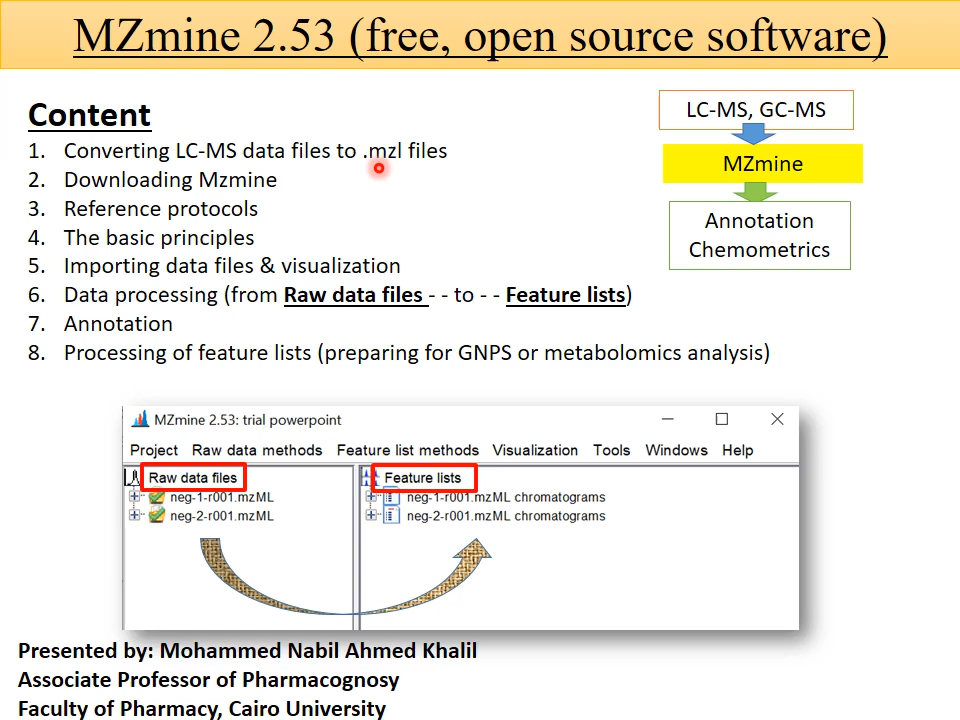 MZmine 2.53 (free, open source software)
Content
1. Converting LC-MS data files to .mzl files
2. Downloading Mzmine
3. Reference protocols
4. The basic principles
5. Importing data files & visualization
6. Data processing (from Raw data files - - to - - Feature lists)
7. Annotation
8. Processing of feature lists (preparing for GNPS or metabolomics analysis)
LC-MS, GC-MS
MZmine
Annotation
Chemometrics
MZmine 2.53: trial powerpoint
Project Raw data methods Feature list methods Visualization Tools Windows Help
Raw data files
neg-1-r001.mzML
neg-2-r001.mzML
Feature lists
neg-1-r001.mzML chromatograms
neg-2-r001.mzML chromatograms
Presented by: Mohammed Nabil Ahmed Khalil
Associate Professor of Pharmacognosy
Faculty of Pharmacy, Cairo University